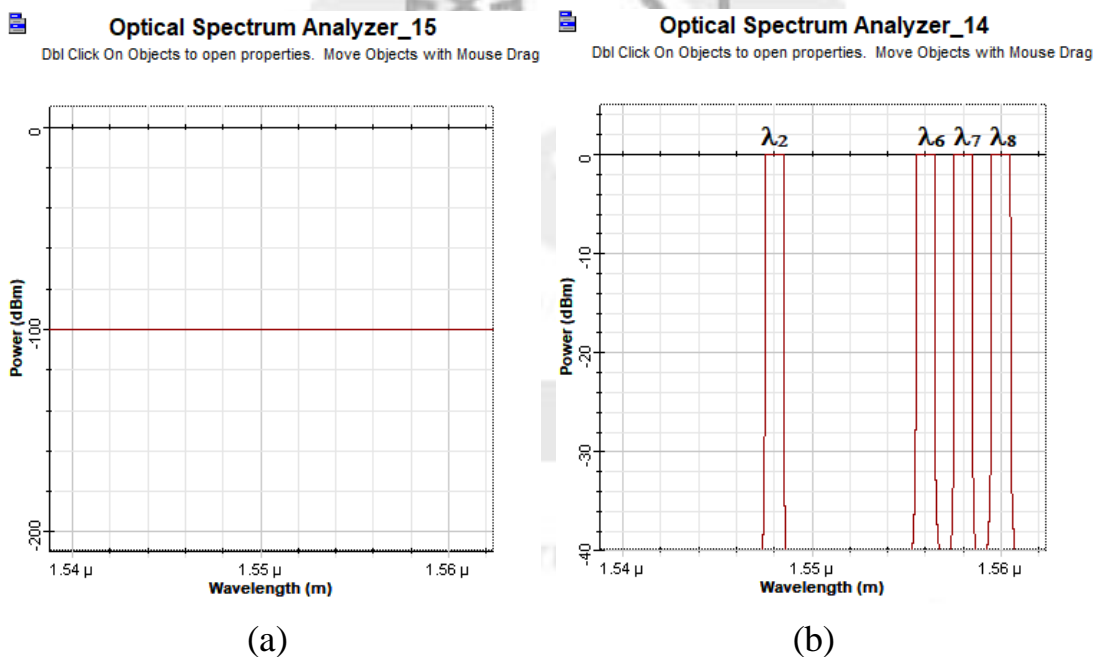 Optical Spectrum Analyzer_15
Dbl Click On Objects to open properties. Move Objects with Mouse Drag
0
-100
-200
Power (dBm)
1.54 µ
1.55 µ
1.56 µ
Wavelength (m)
(a)
Optical Spectrum Analyzer_14
Dbl Click On Objects to open properties. Move Objects with Mouse Drag
λ2 λ6 λ7 λ8
0
-10
-20
-30
-40
Power (dBm)
1.54 µ
1.55 µ
1.56 µ
Wavelength (m)
(b)